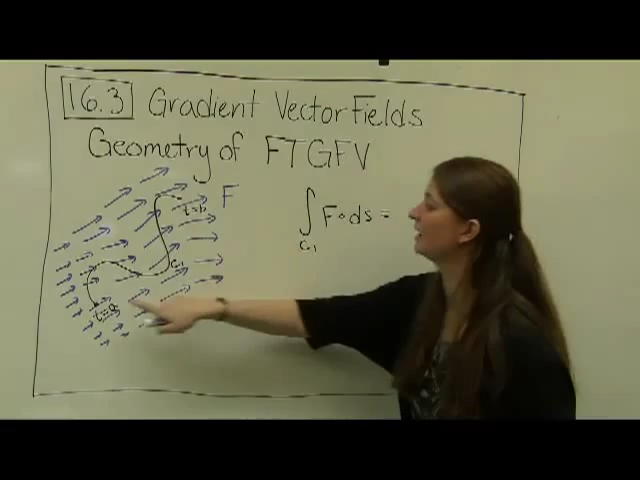 16.3 Gradient Vector Fields
Geometry of FTGFV
F
t=b
∫ F∘ds =
C₁
C₁
t=a